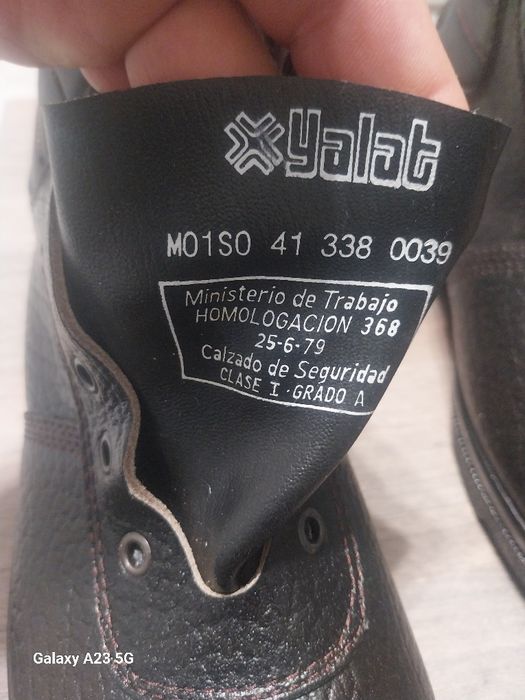 yalat
M01S0 41 338 0039
Ministerio de Trabajo
HOMOLOGACION 368
25-6-79
Calzado de Seguridad
CLASE I · GRADO A
Galaxy A23 5G